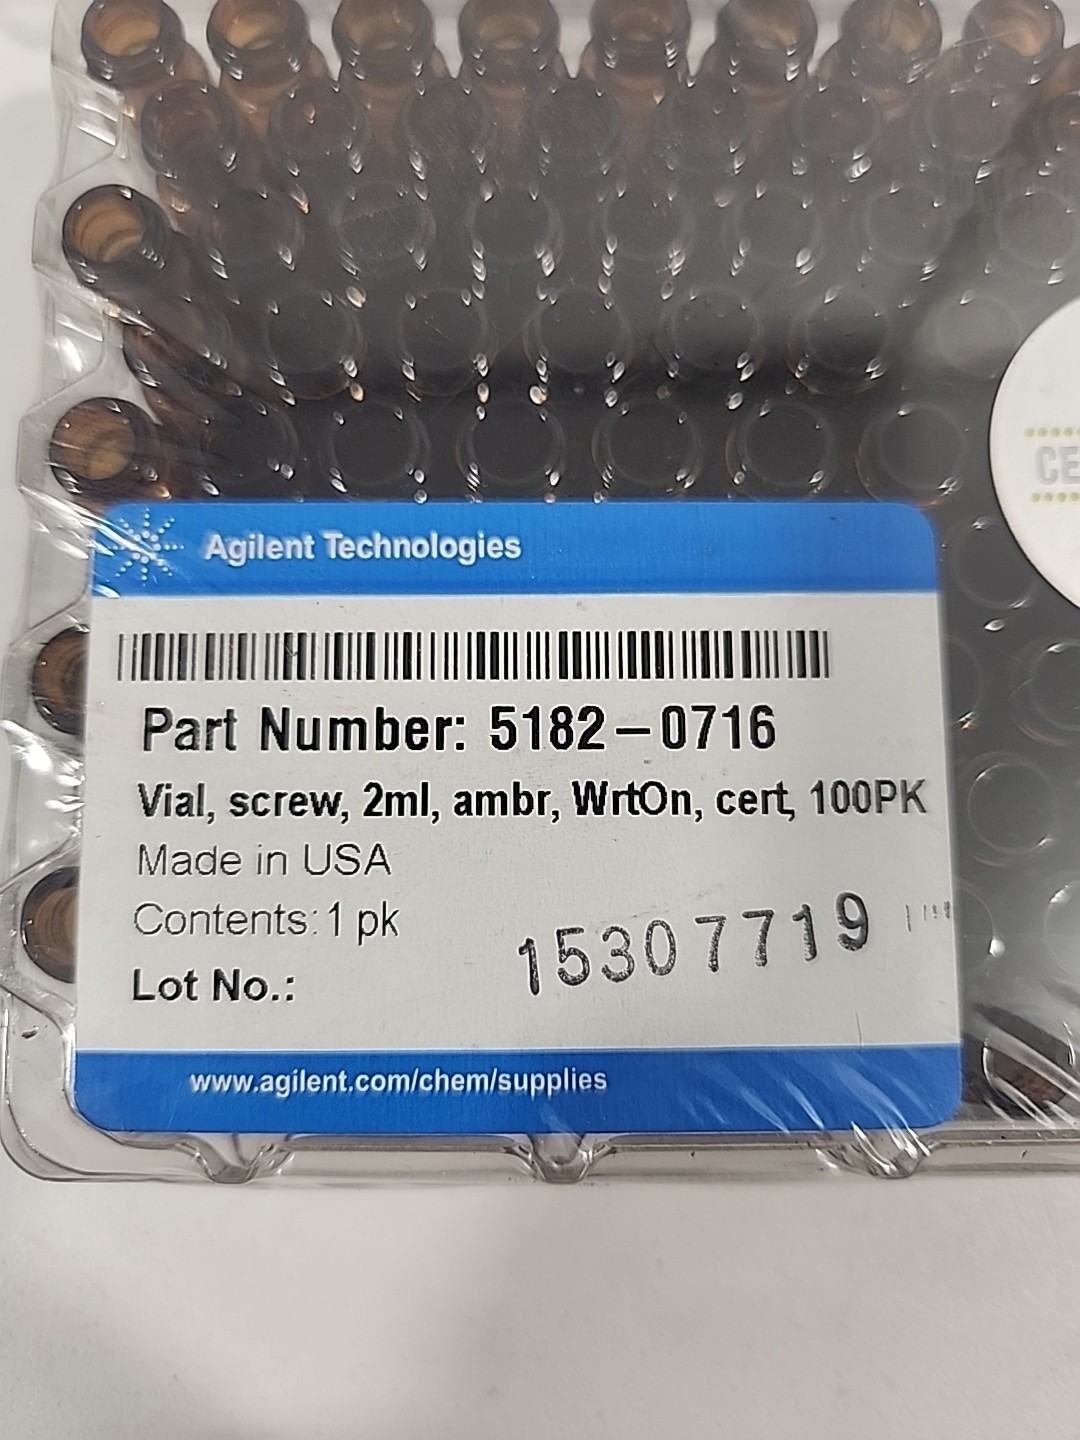 CE
Agilent Technologies
Part Number: 5182-0716
Vial, screw, 2ml, ambr, WrtOn, cert, 100PK
Made in USA
Contents: 1 pk
Lot No.: 15307719
www.agilent.com/chem/supplies